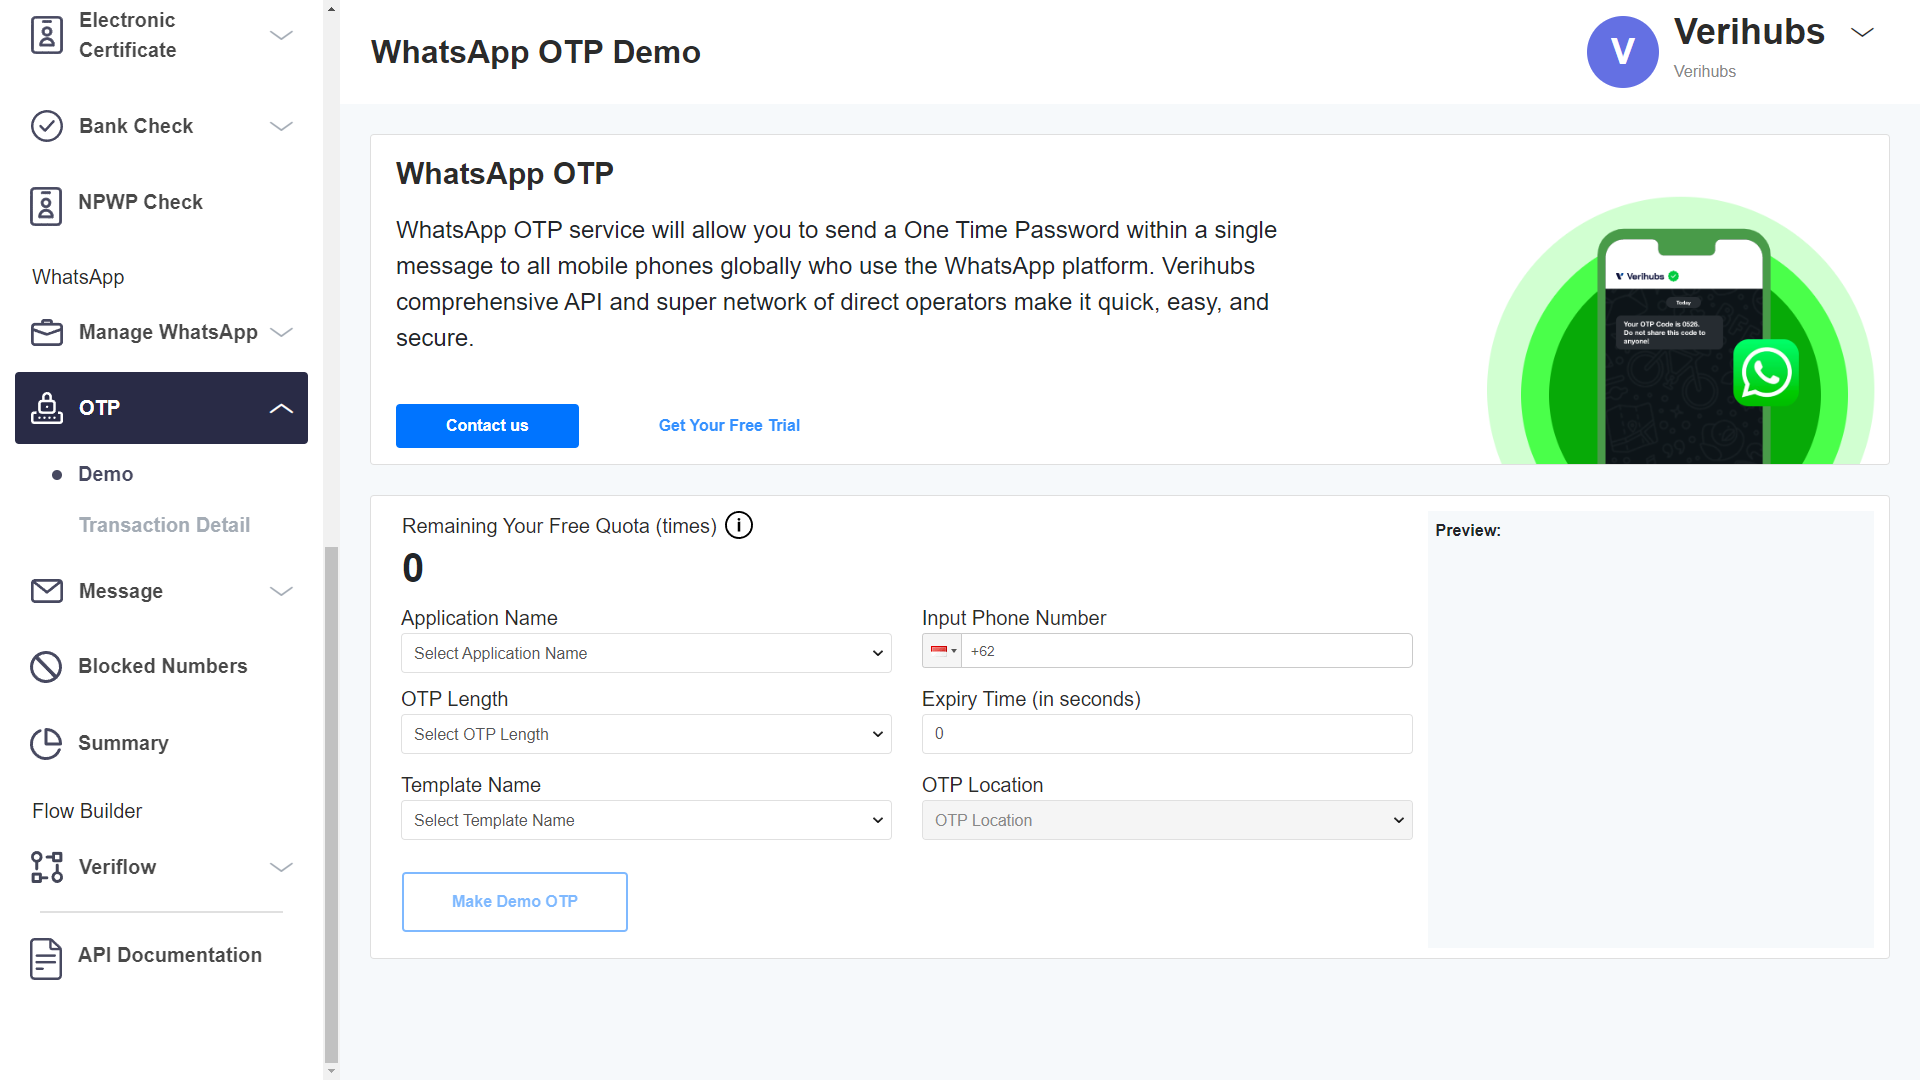 Electronic
Certificate
Bank Check
NPWP Check
WhatsApp
Manage WhatsApp
OTP
Demo
Transaction Detail
Message
Blocked Numbers
Summary
Flow Builder
Veriflow
API Documentation
WhatsApp OTP Demo
V
Verihubs
Verihubs
WhatsApp OTP
WhatsApp OTP service will allow you to send a One Time Password within a single
message to all mobile phones globally who use the WhatsApp platform. Verihubs
comprehensive API and super network of direct operators make it quick, easy, and
secure.
Contact us
Get Your Free Trial
Verihubs
Today
Your OTP Code is 0526.
Do not share this code to
anyone!
Remaining Your Free Quota (times)
0
Application Name
Select Application Name
Input Phone Number
+62
OTP Length
Select OTP Length
Expiry Time (in seconds)
0
Template Name
Select Template Name
OTP Location
OTP Location
Make Demo OTP
Preview: